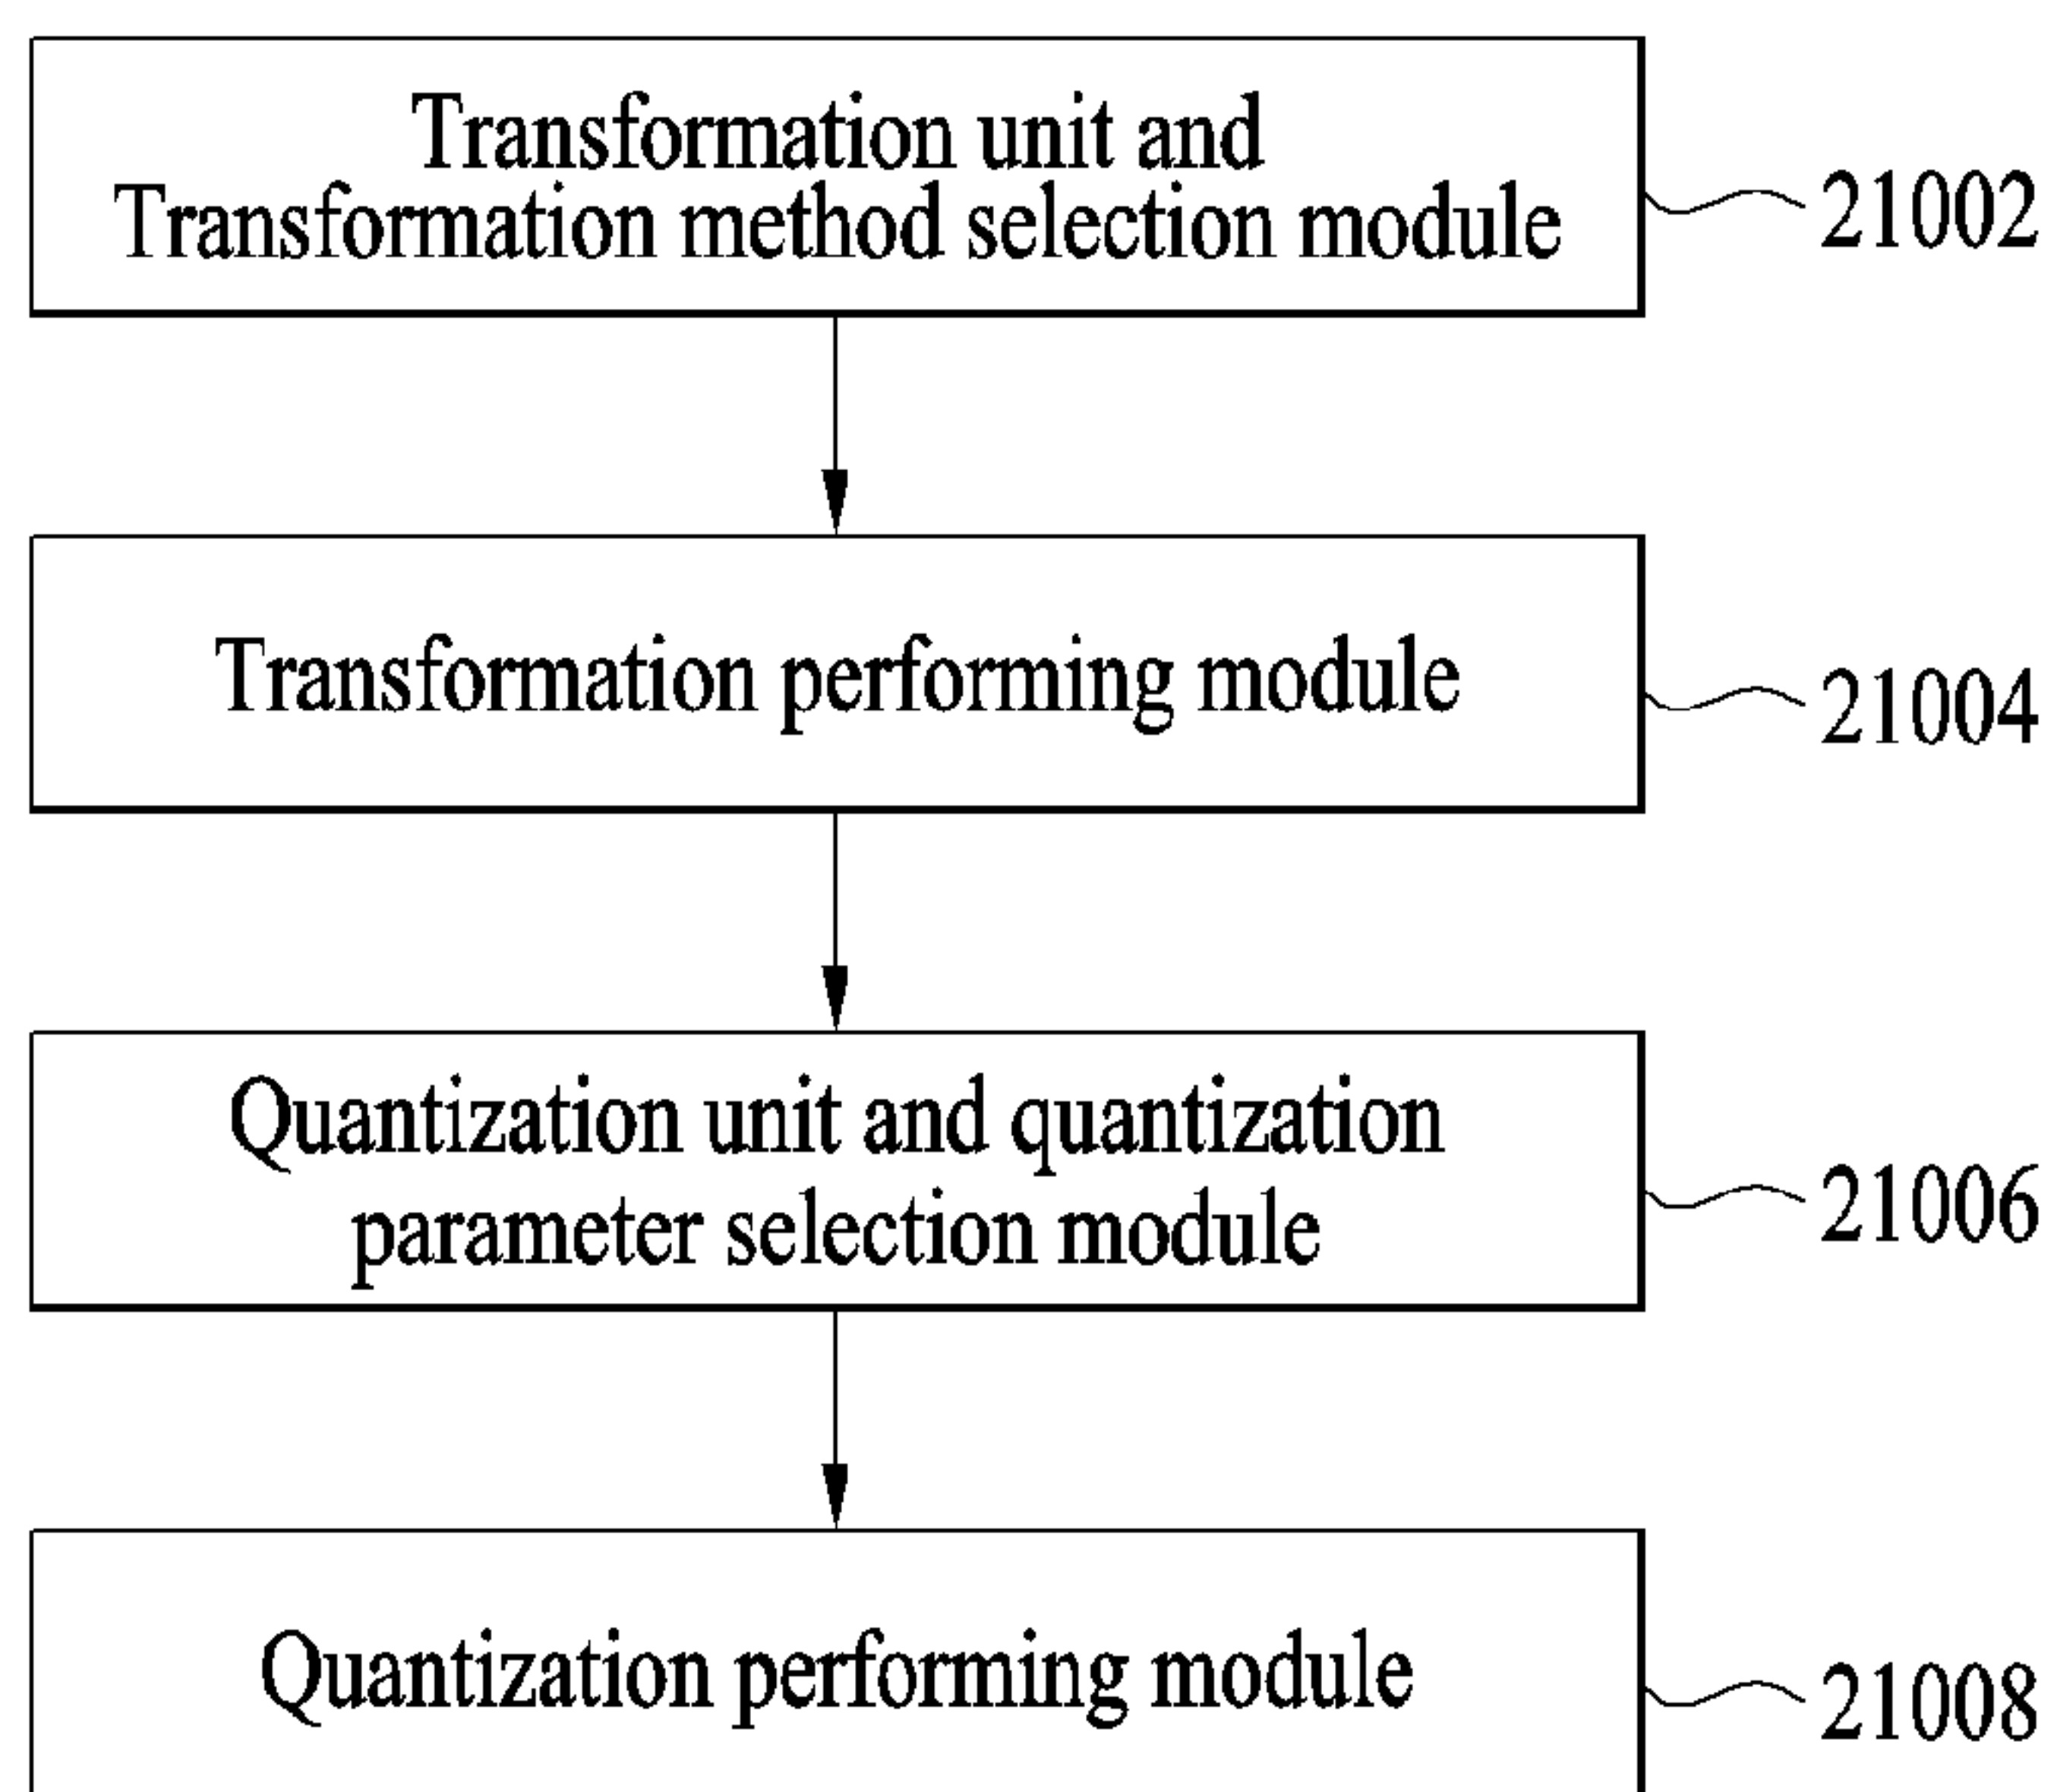 Transformation unit and
Transformation method selection module
21002
Transformation performing module
21004
Quantization unit and quantization
parameter selection module
21006
Quantization performing module
21008